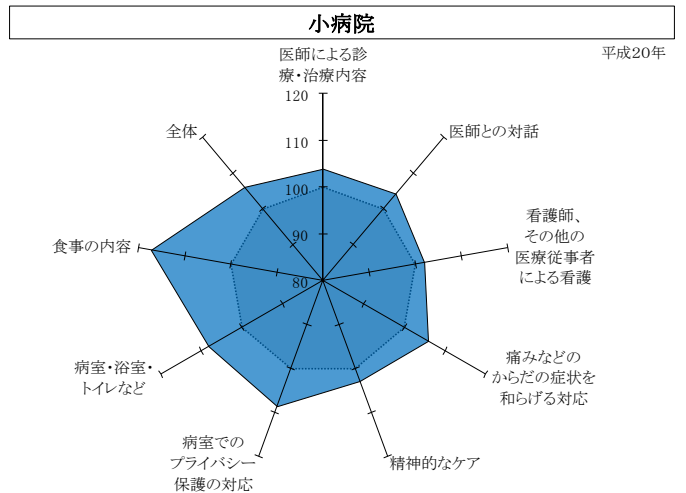 小病院
平成20年
医師による診
療・治療内容
120
110
100
90
80
医師との対話
看護師、
その他の
医療従事者
による看護
痛みなどの
からだの症状を
和らげる対応
精神的なケア
病室での
プライバシー
保護の対応
病室・浴室・
トイレなど
食事の内容
全体